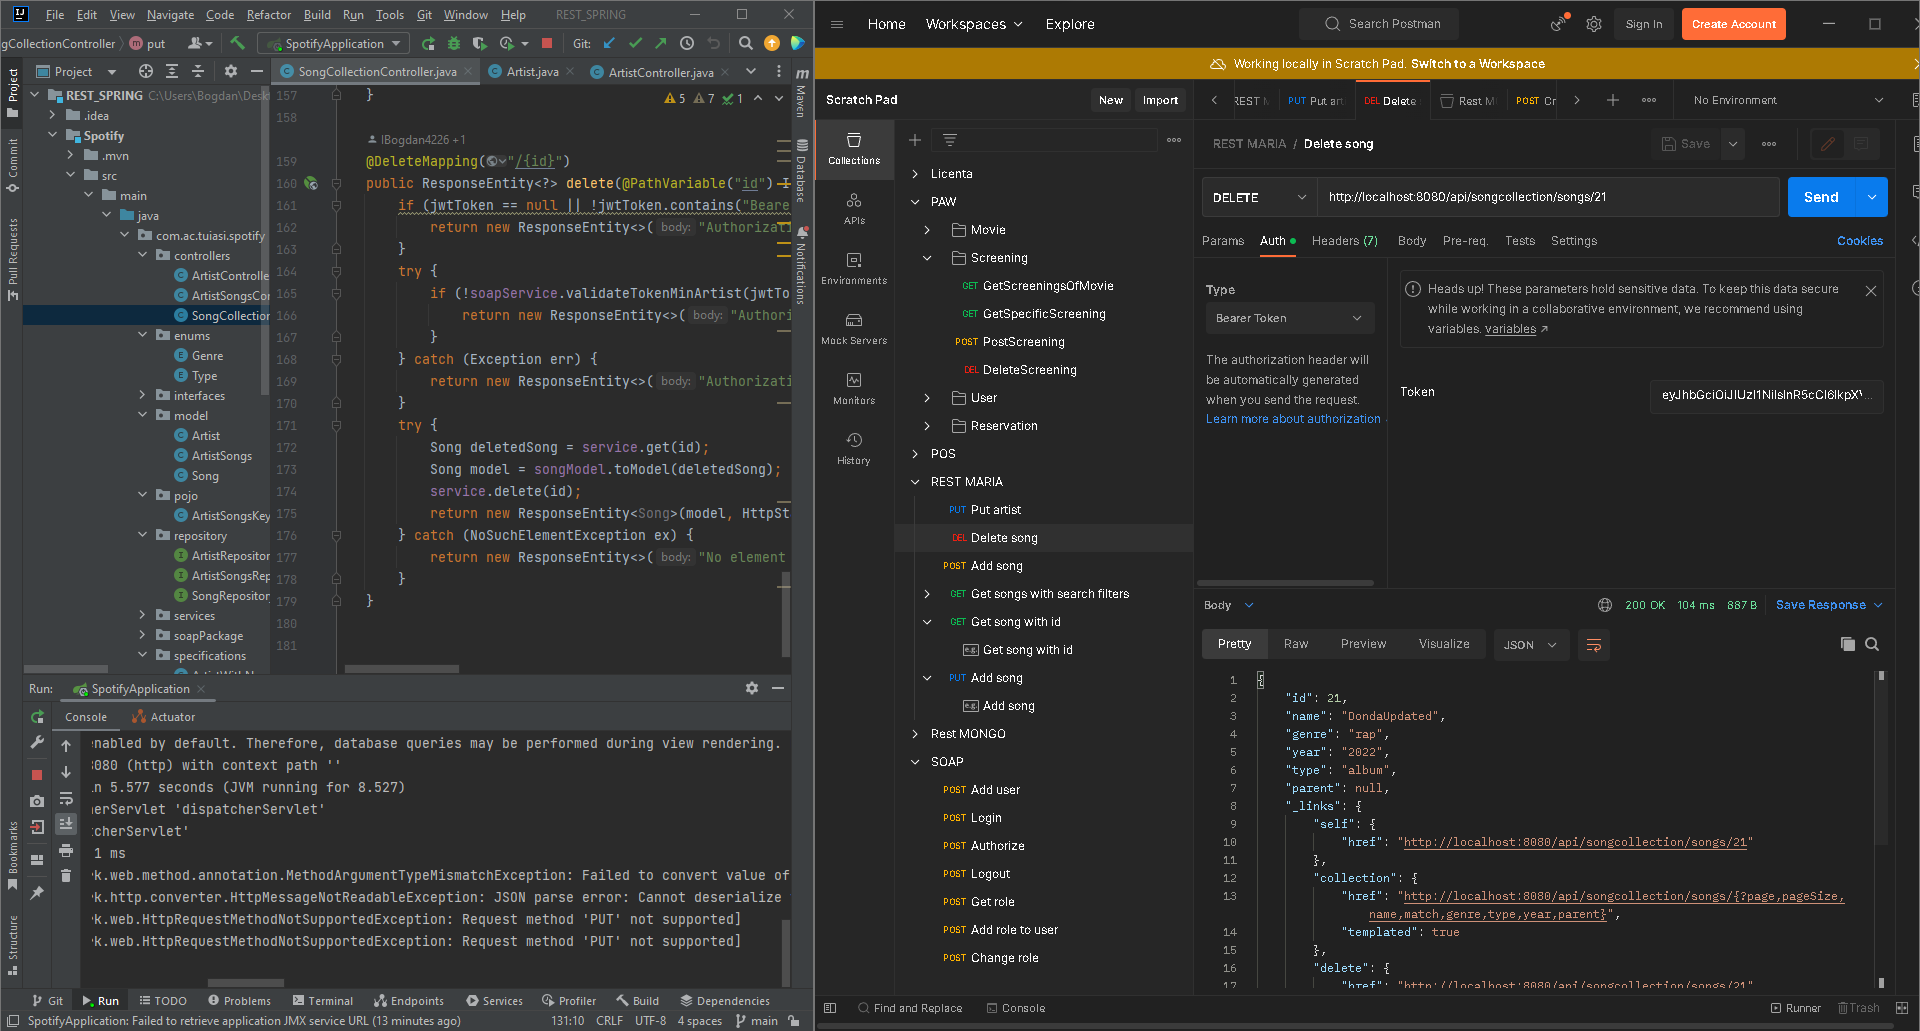 File Edit View Navigate Code Refactor Build Run Tools Git Window Help REST_SPRING
gCollectionController put SpotifyApplication Git:
Project SongCollectionController.java Artist.java ArtistController.java
REST_SPRING C:\Users\Bogdan\Desk
.idea
Spotify
.mvn
src
main
java
com.ac.tuiasi.spotify
controllers
ArtistControlle
ArtistSongsCor
SongCollection
enums
Genre
Type
interfaces
model
Artist
ArtistSongs
Song
pojo
ArtistSongsKey
repository
ArtistRepositor
ArtistSongsRep
SongRepository
services
soapPackage
specifications
Project
Commit
Pull Requests
Bookmarks
Structure
Maven
Database
Notifications
5 7 1
157 }
158
IBogdan4226 +1
159 @DeleteMapping("/{id}")
160 public ResponseEntity<?> delete(@PathVariable("id") I
161 if (jwtToken == null || !jwtToken.contains("Beare
162 return new ResponseEntity<>( body: "Authorizati
163 }
164 try {
165 if (!soapService.validateTokenMinArtist(jwtTo
166 return new ResponseEntity<>( body: "Authori
167 }
168 } catch (Exception err) {
169 return new ResponseEntity<>( body: "Authorizati
170 }
171 try {
172 Song deletedSong = service.get(id);
173 Song model = songModel.toModel(deletedSong);
174 service.delete(id);
175 return new ResponseEntity<Song>(model, HttpSt
176 } catch (NoSuchElementException ex) {
177 return new ResponseEntity<>( body: "No element
178 }
179 }
180
181
Run: SpotifyApplication
Console Actuator
enabled by default. Therefore, database queries may be performed during view rendering.
8080 (http) with context path ''
in 5.577 seconds (JVM running for 8.527)
herServlet 'dispatcherServlet'
tcherServlet'
1 ms
rk.web.method.annotation.MethodArgumentTypeMismatchException: Failed to convert value of
rk.http.converter.HttpMessageNotReadableException: JSON parse error: Cannot deserialize
rk.web.HttpRequestMethodNotSupportedException: Request method 'PUT' not supported]
rk.web.HttpRequestMethodNotSupportedException: Request method 'PUT' not supported]
Git Run TODO Problems Terminal Endpoints Services Profiler Build Dependencies
SpotifyApplication: Failed to retrieve application JMX service URL (13 minutes ago) 131:10 CRLF UTF-8 4 spaces main
Home Workspaces Explore Search Postman Sign In Create Account
Working locally in Scratch Pad. Switch to a Workspace
Scratch Pad New Import
Collections
APIs
Environments
Mock Servers
Monitors
History
Licenta
PAW
Movie
Screening
GET GetScreeningsOfMovie
GET GetSpecificScreening
POST PostScreening
DEL DeleteScreening
User
Reservation
POS
REST MARIA
PUT Put artist
DEL Delete song
POST Add song
GET Get songs with search filters
GET Get song with id
e.g. Get song with id
PUT Add song
e.g. Add song
Rest MONGO
SOAP
POST Add user
POST Login
POST Authorize
POST Logout
POST Get role
POST Add role to user
POST Change role
REST M PUT Put ar DEL Delete Rest M POST Cr No Environment
REST MARIA / Delete song Save
DELETE http://localhost:8080/api/songcollection/songs/21 Send
Params Auth Headers (7) Body Pre-req. Tests Settings Cookies
Type
Bearer Token
The authorization header will
be automatically generated
when you send the request.
Learn more about authorization
Heads up! These parameters hold sensitive data. To keep this data secure
while working in a collaborative environment, we recommend using
variables. variables ↗
Token eyJhbGciOiJIUzI1NiIsInR5cCI6IkpX\...
Body 200 OK 104 ms 887 B Save Response
Pretty Raw Preview Visualize JSON
1 {
2 "id": 21,
3 "name": "DondaUpdated",
4 "genre": "rap",
5 "year": "2022",
6 "type": "album",
7 "parent": null,
8 "_links": {
9 "self": {
10 "href": "http://localhost:8080/api/songcollection/songs/21"
11 },
12 "collection": {
13 "href": "http://localhost:8080/api/songcollection/songs/{?page,pageSize,
name,match,genre,type,year,parent}",
14 "templated": true
15 },
16 "delete": {
17 "href": "http://localhost:8080/api/songcollection/songs/21"
Find and Replace Console Runner Trash